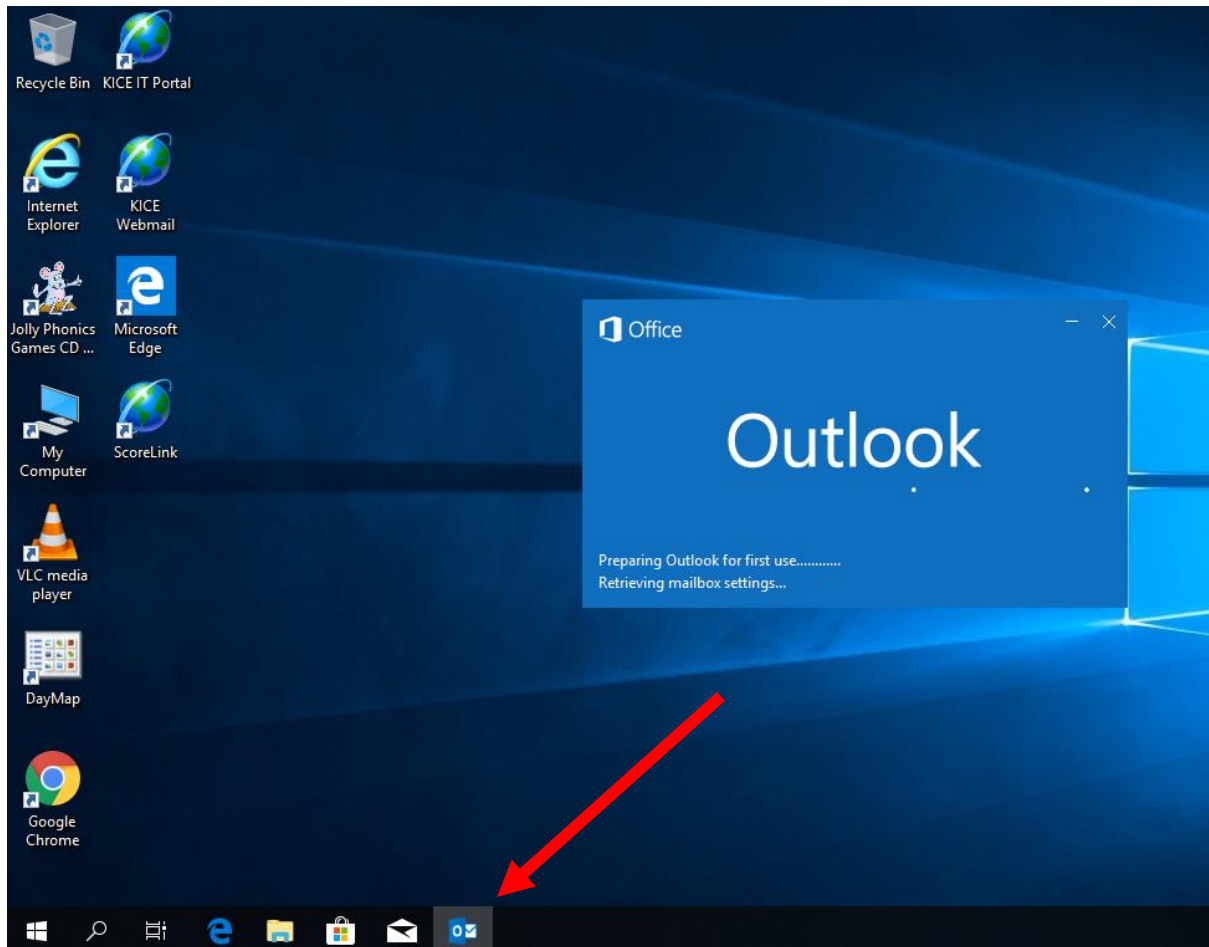 Recycle Bin
KICE IT Portal
Internet
Explorer
KICE
Webmail
Jolly Phonics
Games CD ...
Microsoft
Edge
My
Computer
ScoreLink
VLC media
player
DayMap
Google
Chrome
Office
Outlook
Preparing Outlook for first use............
Retrieving mailbox settings...